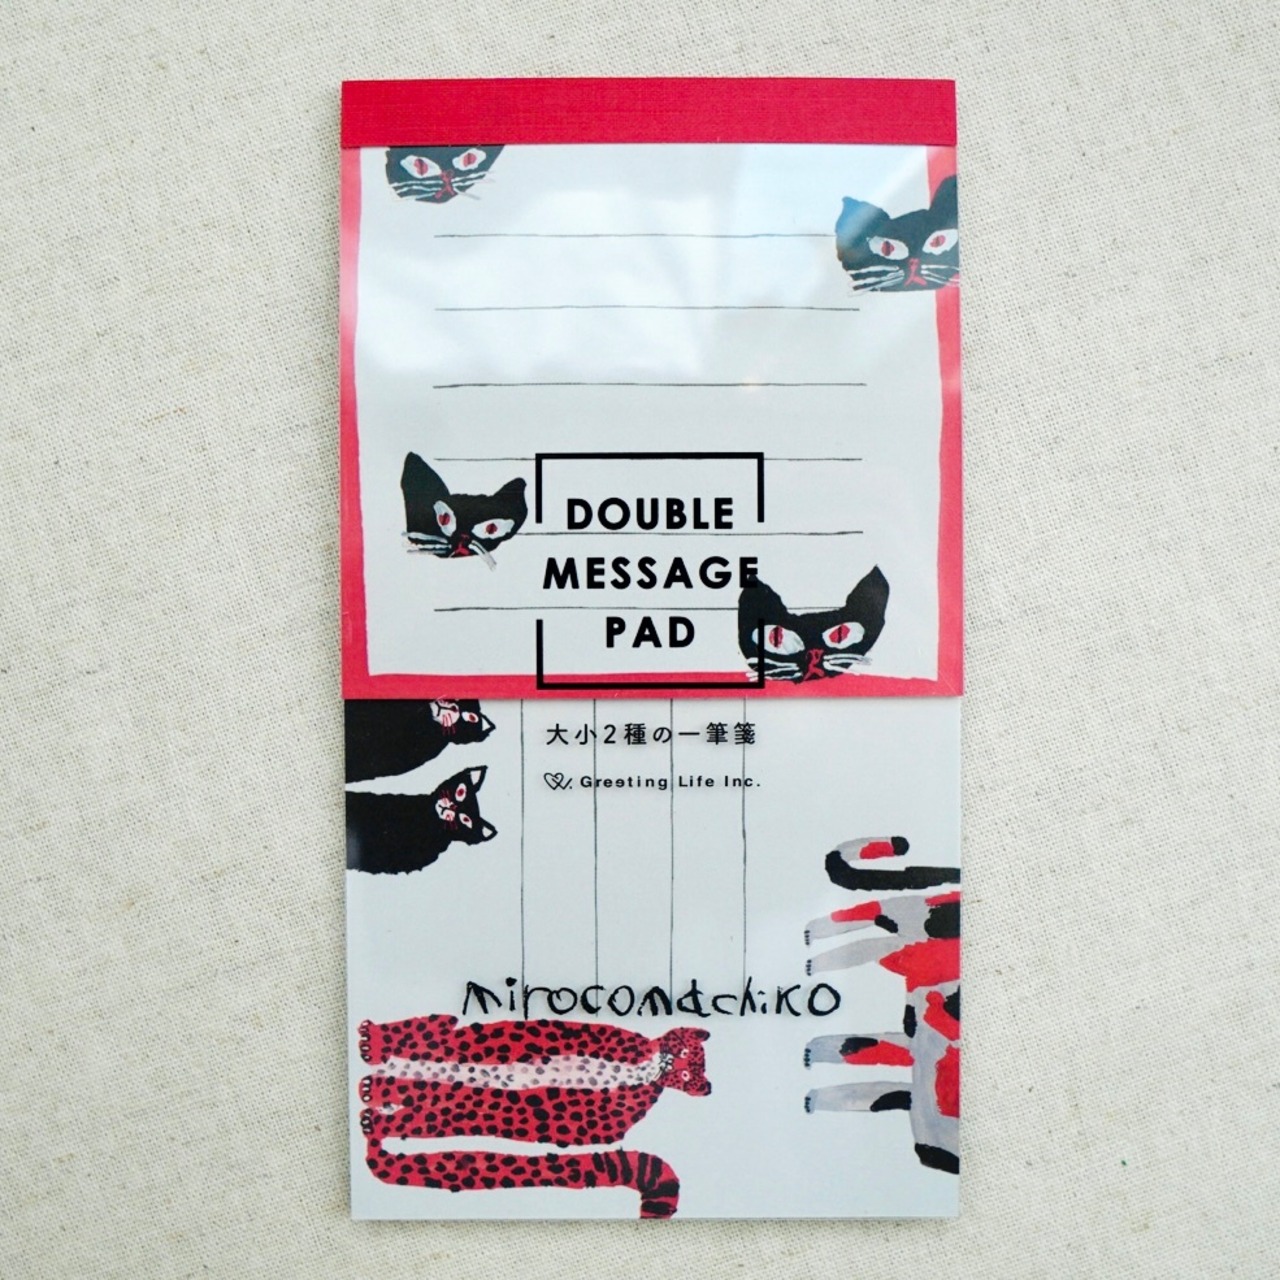 DOUBLE
MESSAGE
PAD
大小2種の一筆箋
Greeting Life Inc.
mirocomachiko